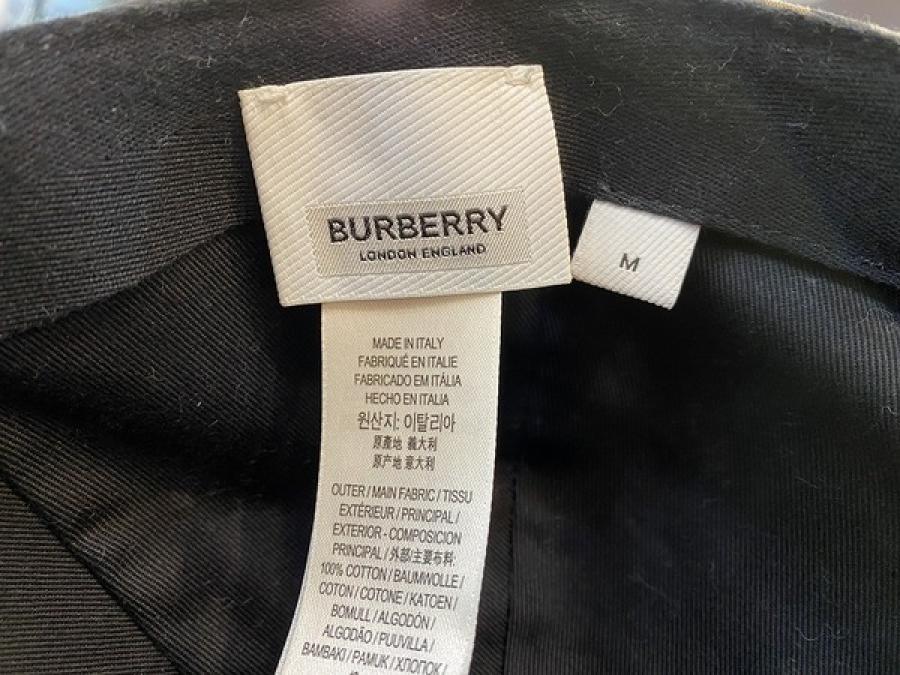 BURBERRY
LONDON ENGLAND
M
MADE IN ITALY
FABRIQUÉ EN ITALIE
FABRICADO EM ITÁLIA
HECHO EN ITALIA
원산지: 이탈리아
原產地 義大利
原产地 意大利
OUTER / MAIN FABRIC / TISSU
EXTÉRIEUR / PRINCIPAL /
EXTERIOR - COMPOSICION
PRINCIPAL / 外部/主要布料:
100% COTTON / BAUMWOLLE /
COTON / COTONE / KATOEN /
BOMULL / ALGODÓN /
ALGODÃO / PUUVILLA /
BAMBAKI / PAMUK / ХЛОПОК /